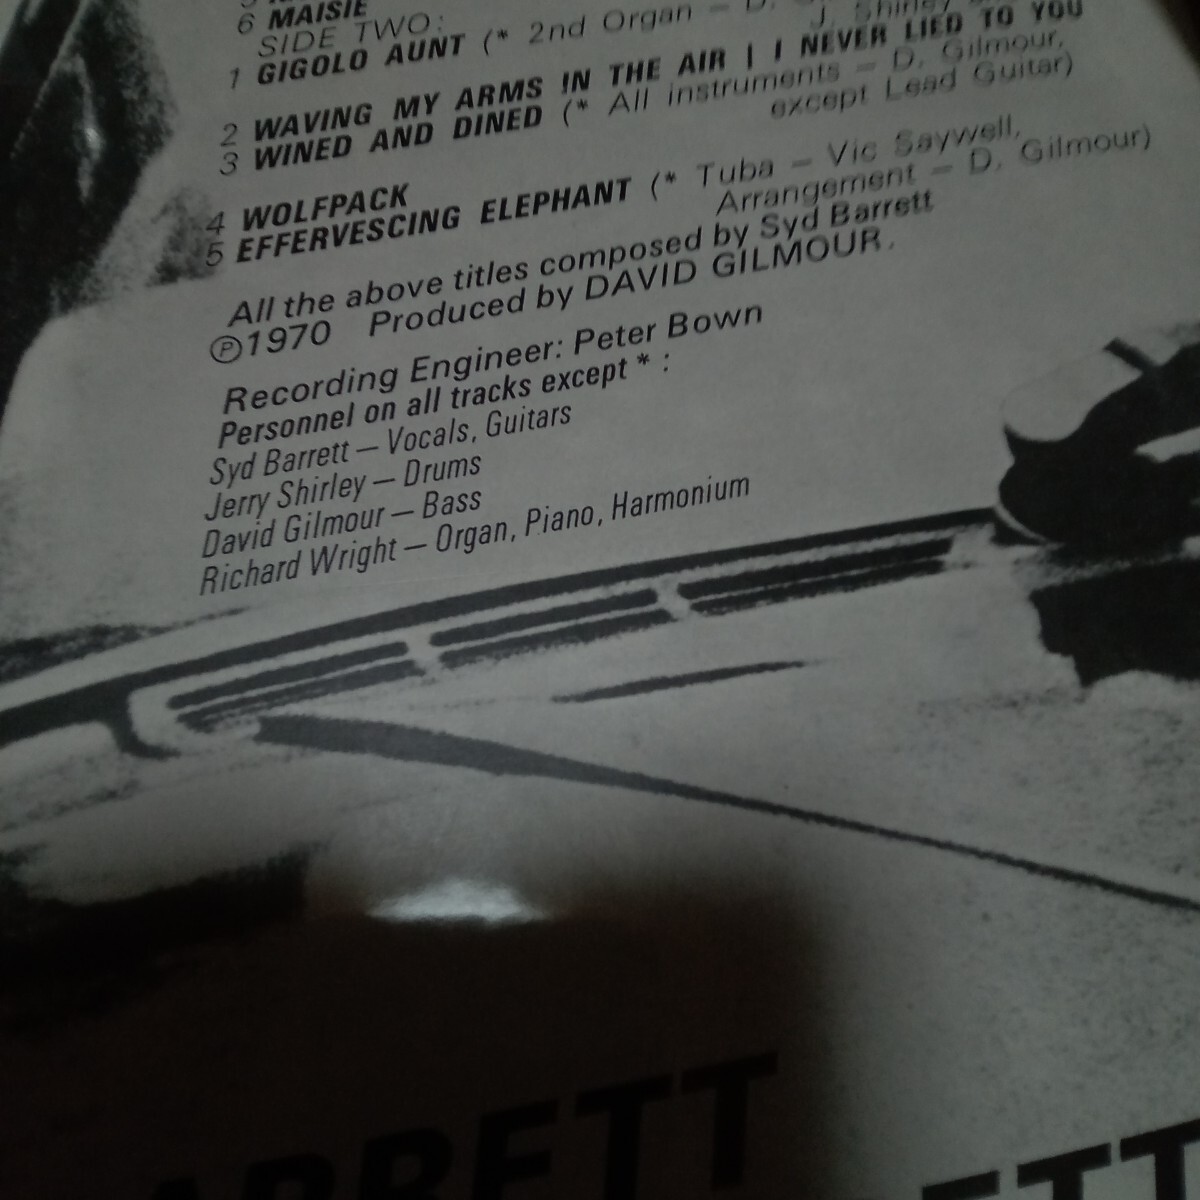 6 MAISIE
SIDE TWO:
1 GIGOLO AUNT (* 2nd Organ – D.
J. Shirley
2 WAVING MY ARMS IN THE AIR | I NEVER LIED TO YOU
3 WINED AND DINED (* All instruments – D. Gilmour,
except Lead Guitar)
4 WOLFPACK
5 EFFERVESCING ELEPHANT (* Tuba – Vic Saywell,
Arrangement – D. Gilmour)
All the above titles composed by Syd Barrett
℗1970 Produced by DAVID GILMOUR.
Recording Engineer: Peter Bown
Personnel on all tracks except * :
Syd Barrett – Vocals, Guitars
Jerry Shirley – Drums
David Gilmour – Bass
Richard Wright – Organ, Piano, Harmonium
ARRETT
ETT